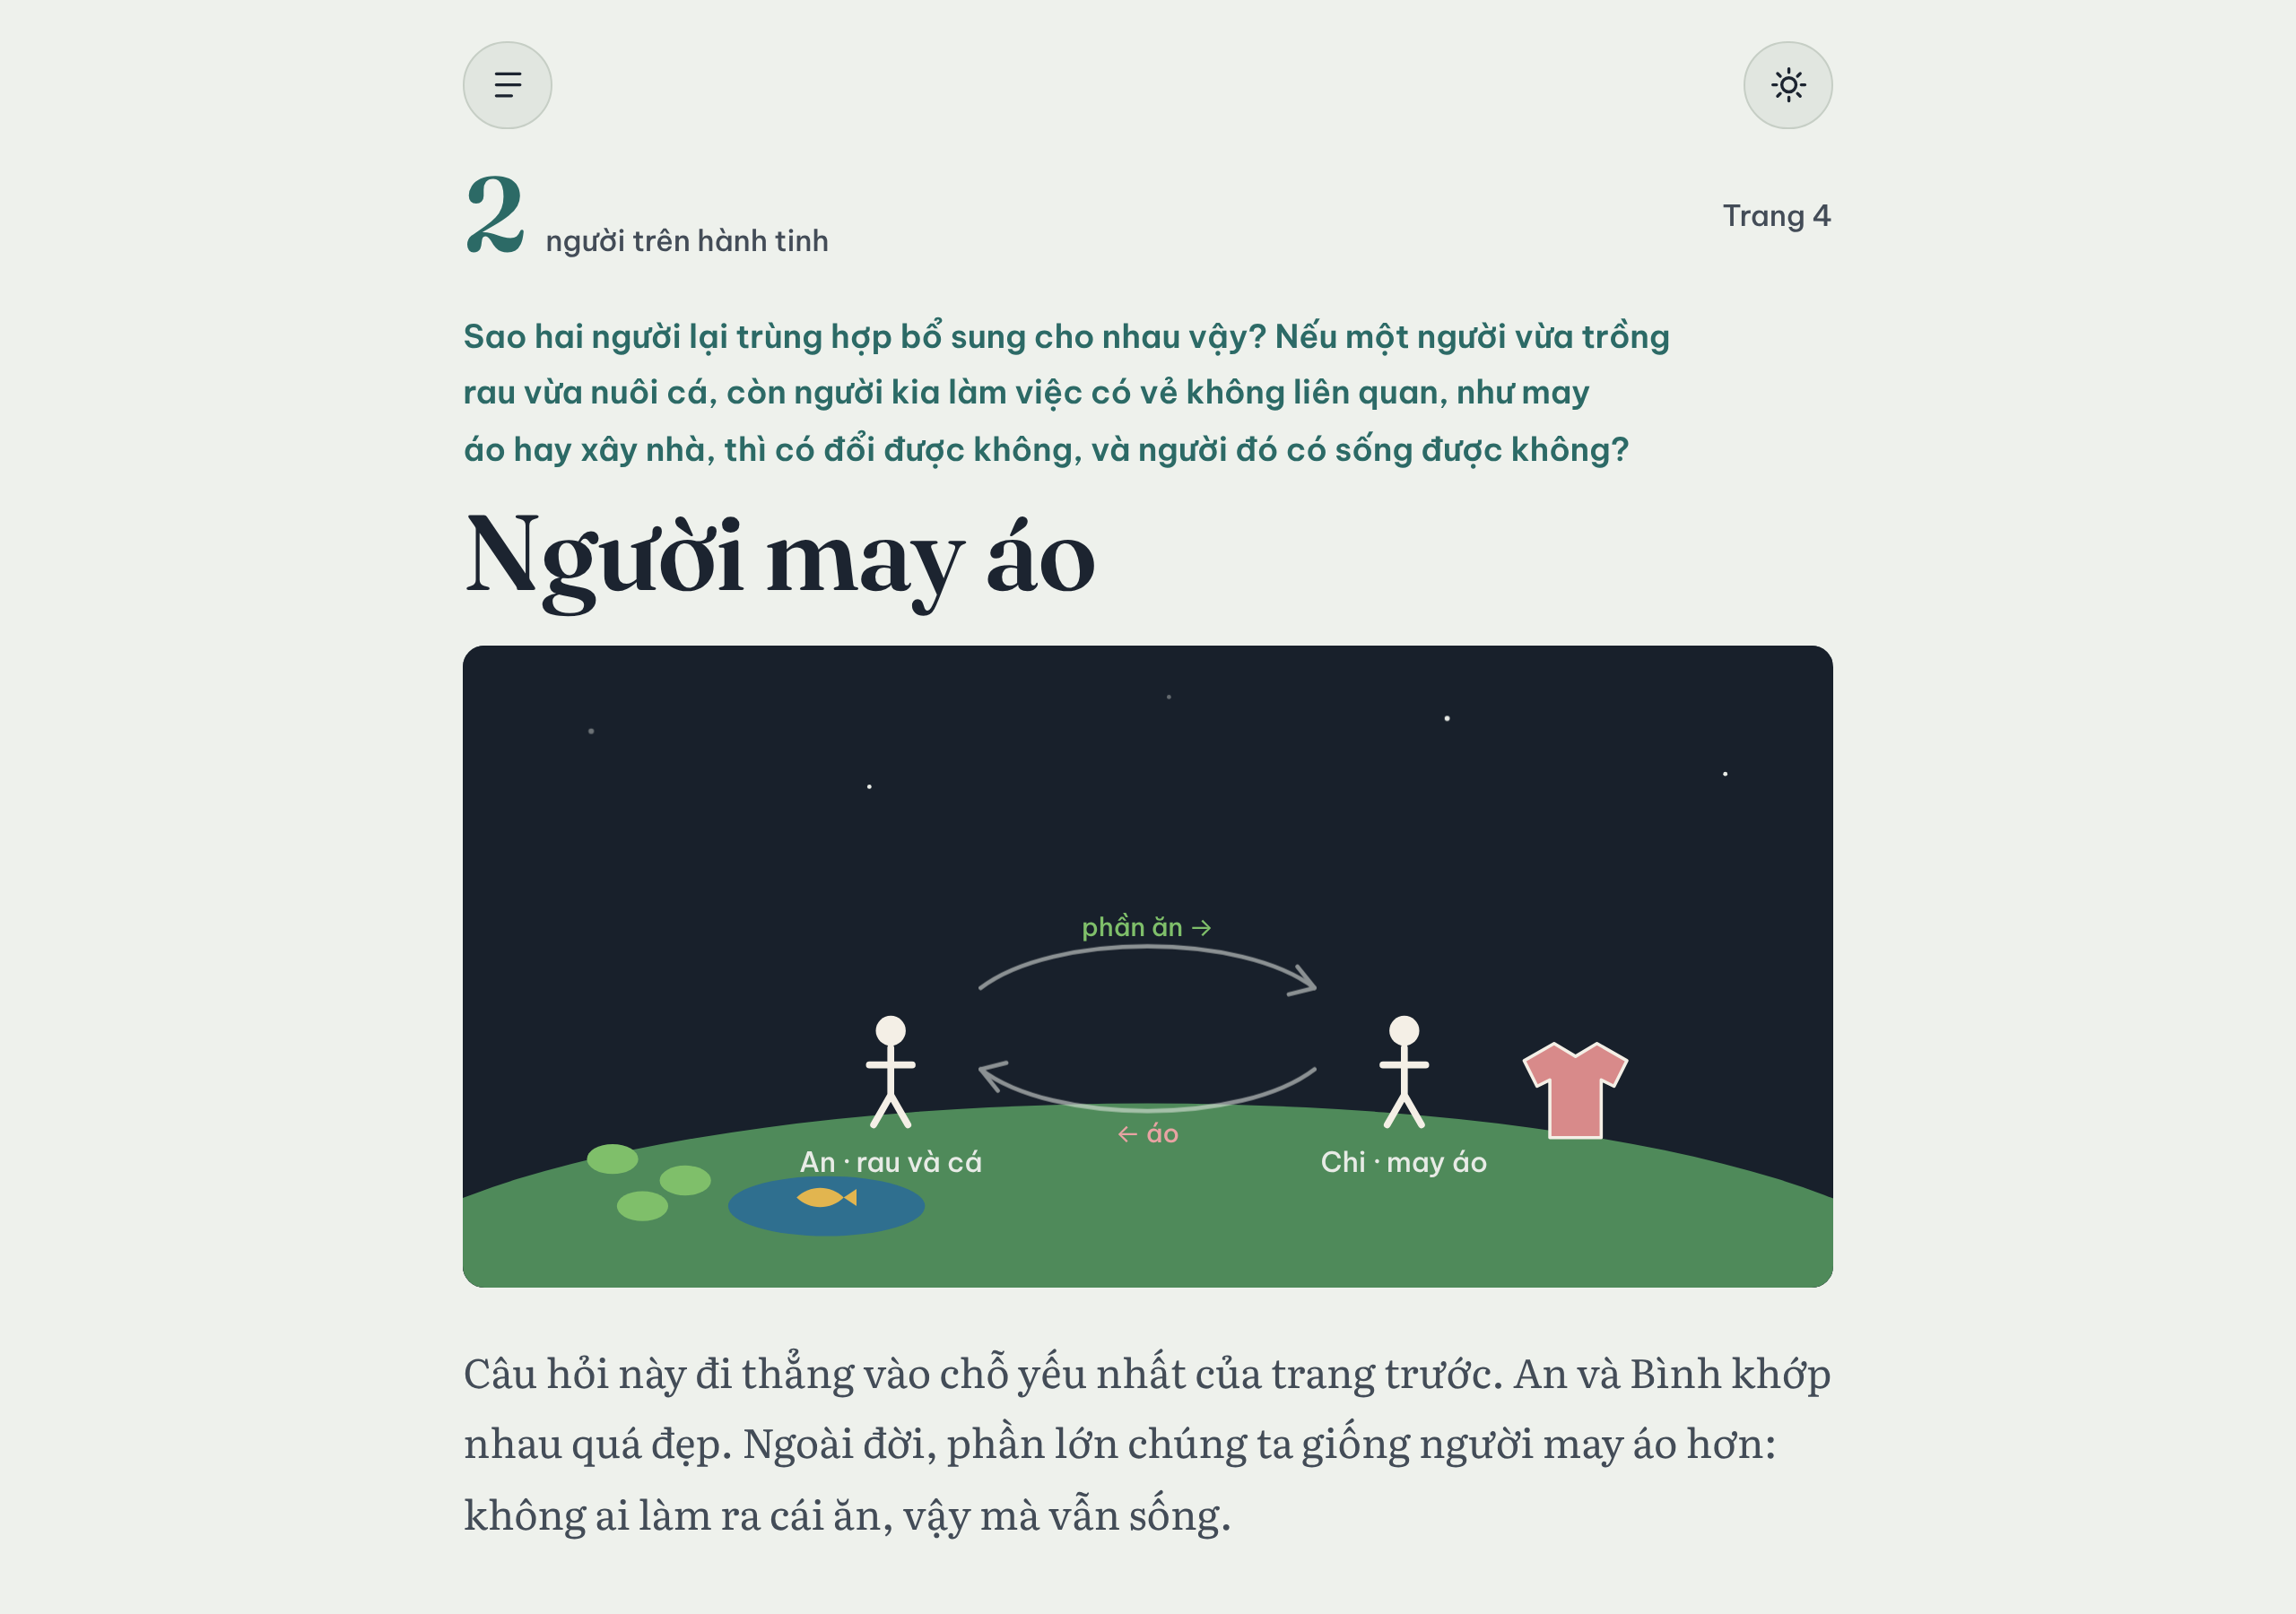 2 người trên hành tinh
Trang 4
Sao hai người lại trùng hợp bổ sung cho nhau vậy? Nếu một người vừa trồng
rau vừa nuôi cá, còn người kia làm việc có vẻ không liên quan, như may
áo hay xây nhà, thì có đổi được không, và người đó có sống được không?
Người may áo
phần ăn →
← áo
An · rau và cá
Chi · may áo
Câu hỏi này đi thẳng vào chỗ yếu nhất của trang trước. An và Bình khớp
nhau quá đẹp. Ngoài đời, phần lớn chúng ta giống người may áo hơn:
không ai làm ra cái ăn, vậy mà vẫn sống.